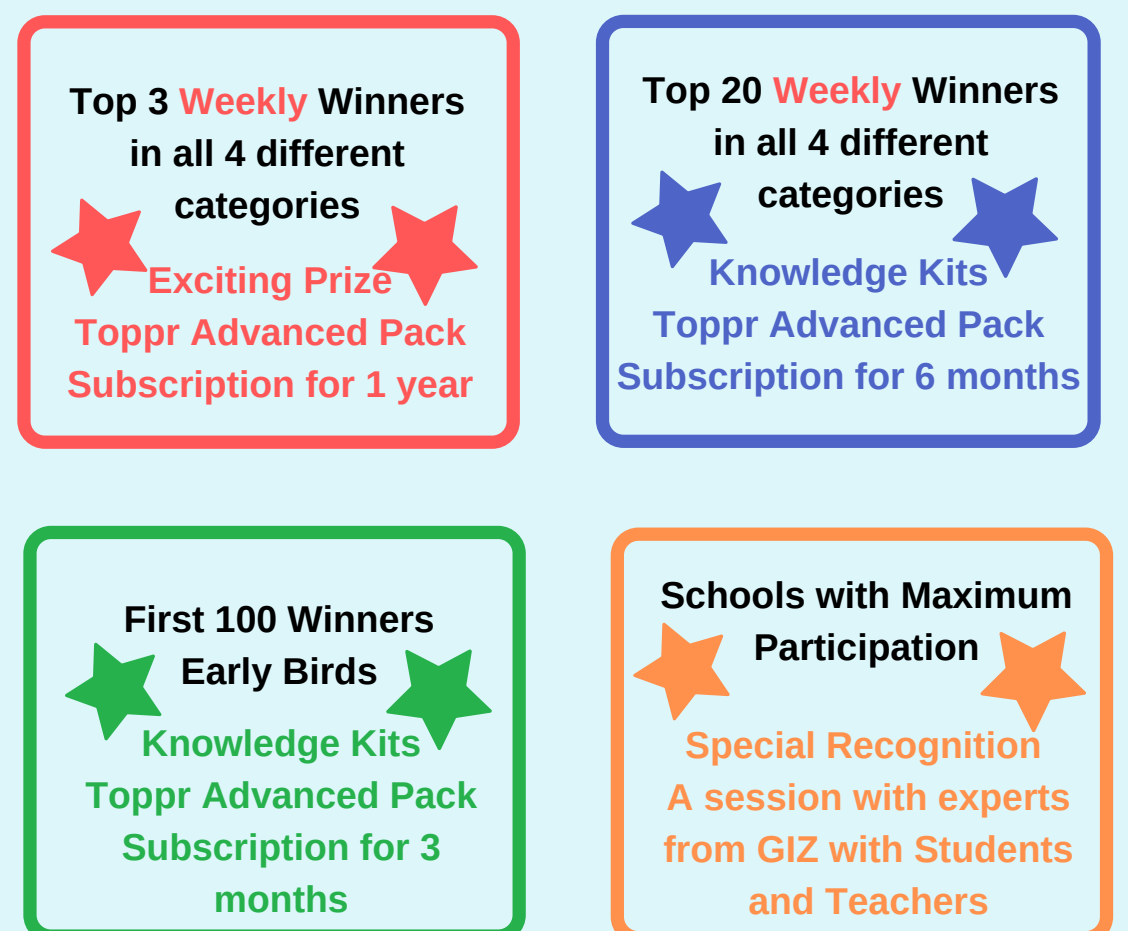 Top 3 Weekly Winners
in all 4 different
categories
Exciting Prize
Toppr Advanced Pack
Subscription for 1 year
Top 20 Weekly Winners
in all 4 different
categories
Knowledge Kits
Toppr Advanced Pack
Subscription for 6 months
First 100 Winners
Early Birds
Knowledge Kits
Toppr Advanced Pack
Subscription for 3
months
Schools with Maximum
Participation
Special Recognition
A session with experts
from GIZ with Students
and Teachers